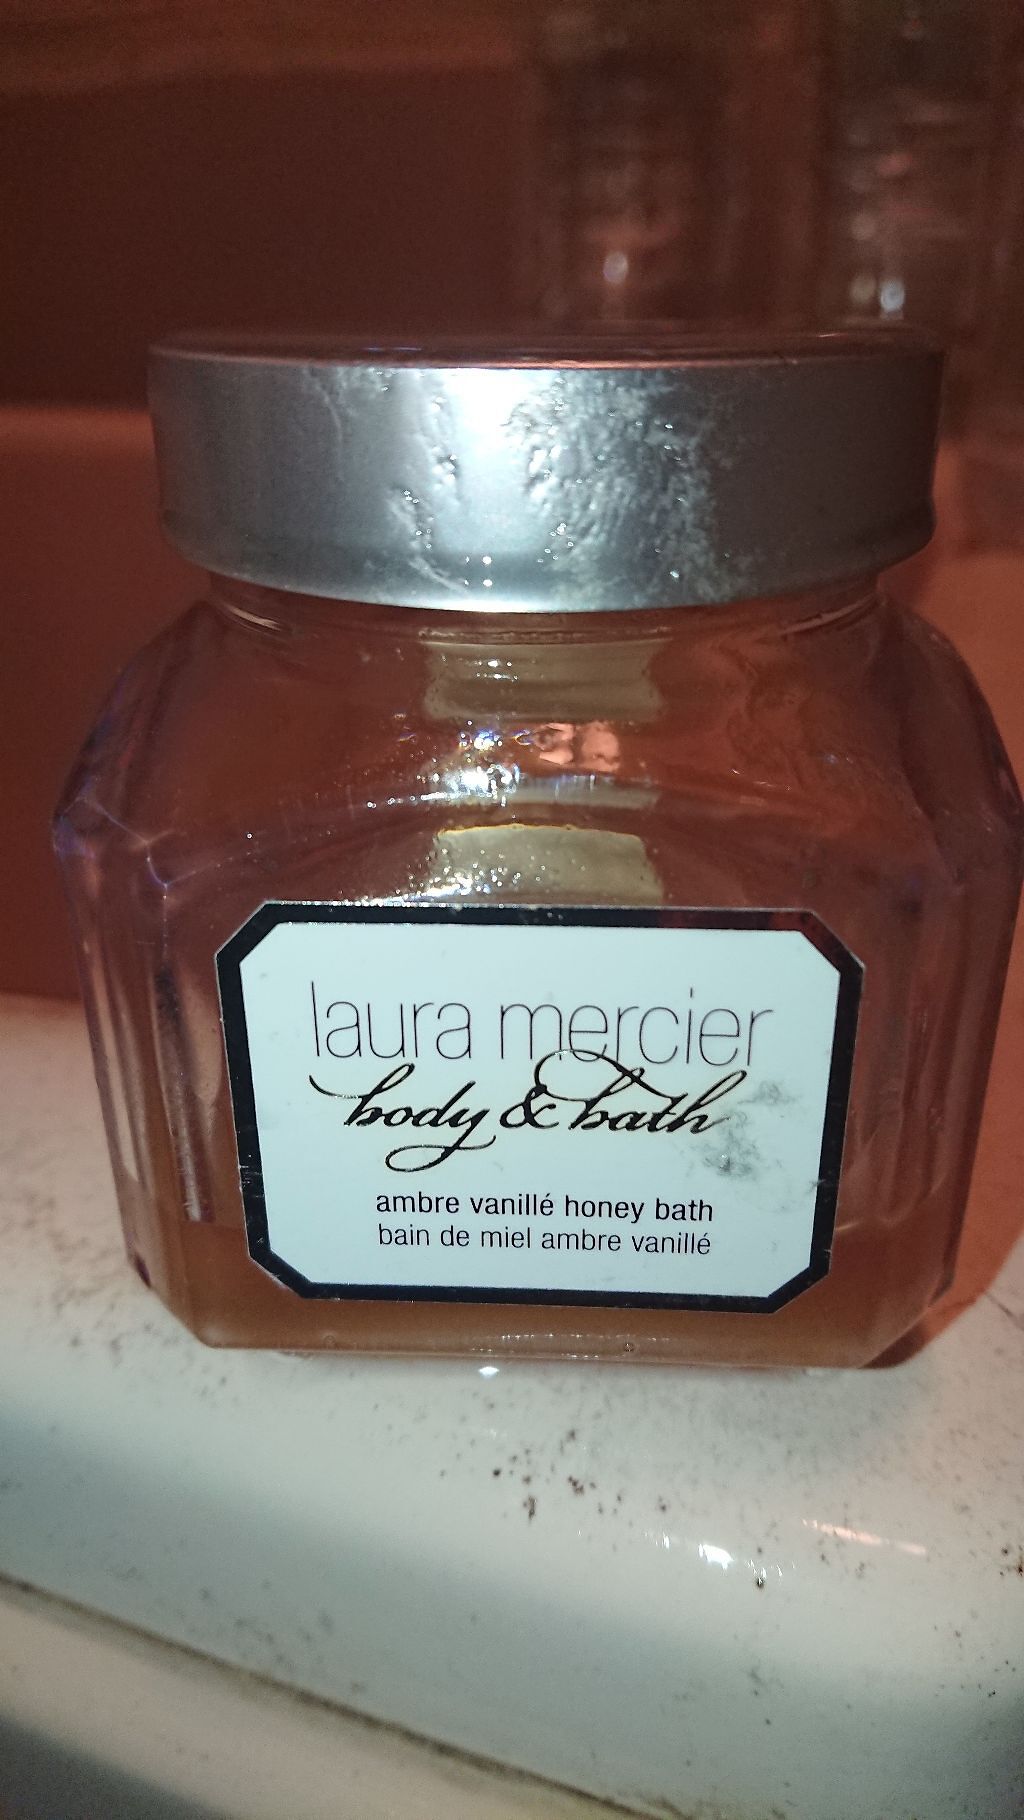 laura mercier
body & bath
ambre vanillé honey bath
bain de miel ambre vanillé